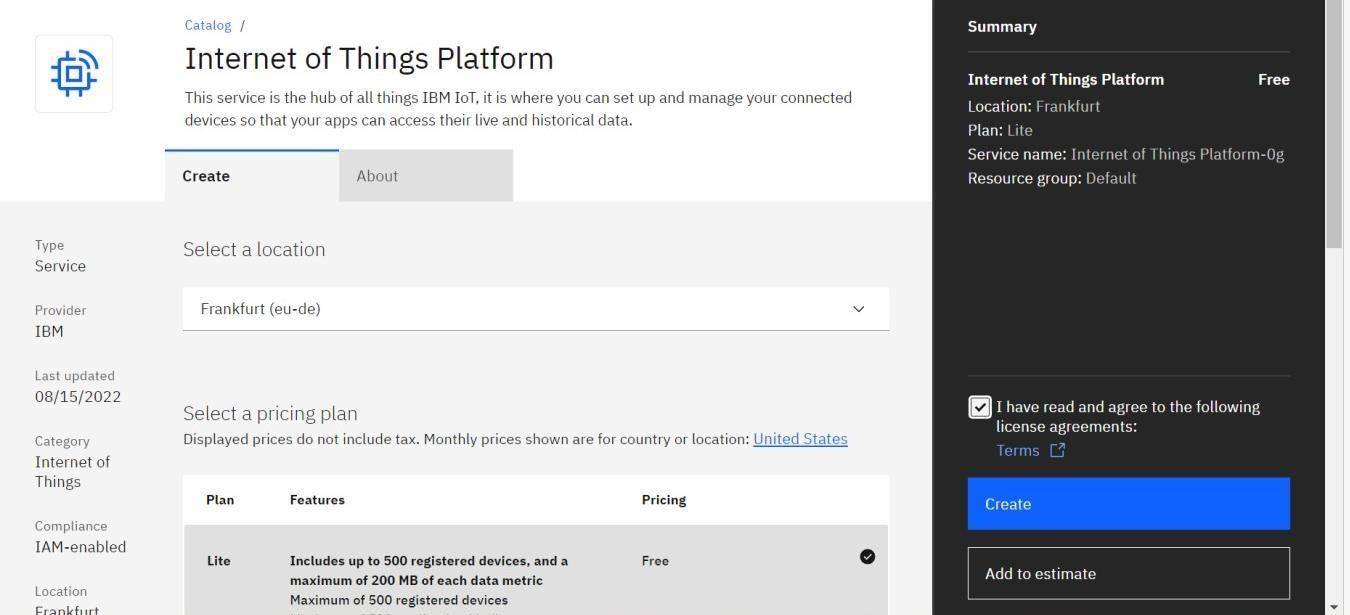 Catalog /
Internet of Things Platform
This service is the hub of all things IBM IoT, it is where you can set up and manage your connected
devices so that your apps can access their live and historical data.
Create
About
Type
Service
Provider
IBM
Last updated
08/15/2022
Category
Internet of
Things
Compliance
IAM-enabled
Location
Frankfurt
Select a location
Frankfurt (eu-de)
Select a pricing plan
Displayed prices do not include tax. Monthly prices shown are for country or location: United States
Plan Features Pricing
Lite Includes up to 500 registered devices, and a Free
maximum of 200 MB of each data metric
Maximum of 500 registered devices
Summary
Internet of Things Platform Free
Location: Frankfurt
Plan: Lite
Service name: Internet of Things Platform-0g
Resource group: Default
I have read and agree to the following
license agreements:
Terms
Create
Add to estimate